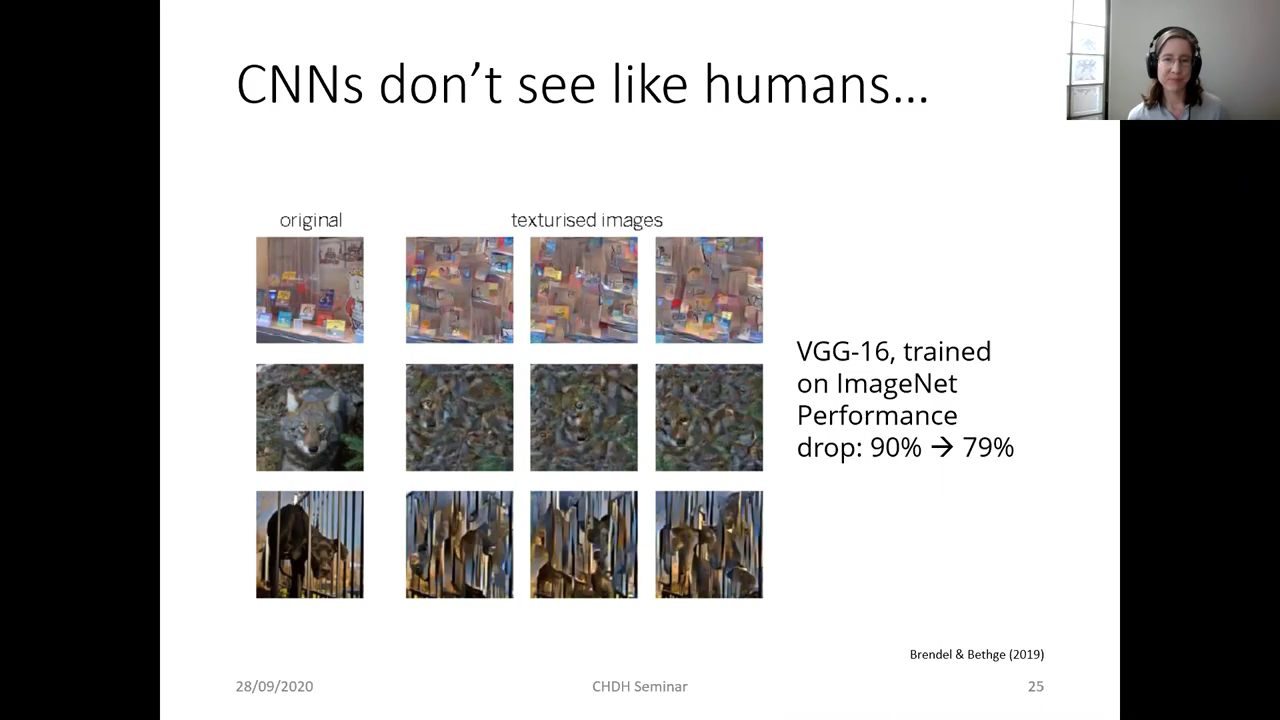 CNNs don't see like humans...
original
texturised images
VGG-16, trained
on ImageNet
Performance
drop: 90% → 79%
Brendel & Bethge (2019)
28/09/2020
CHDH Seminar
25